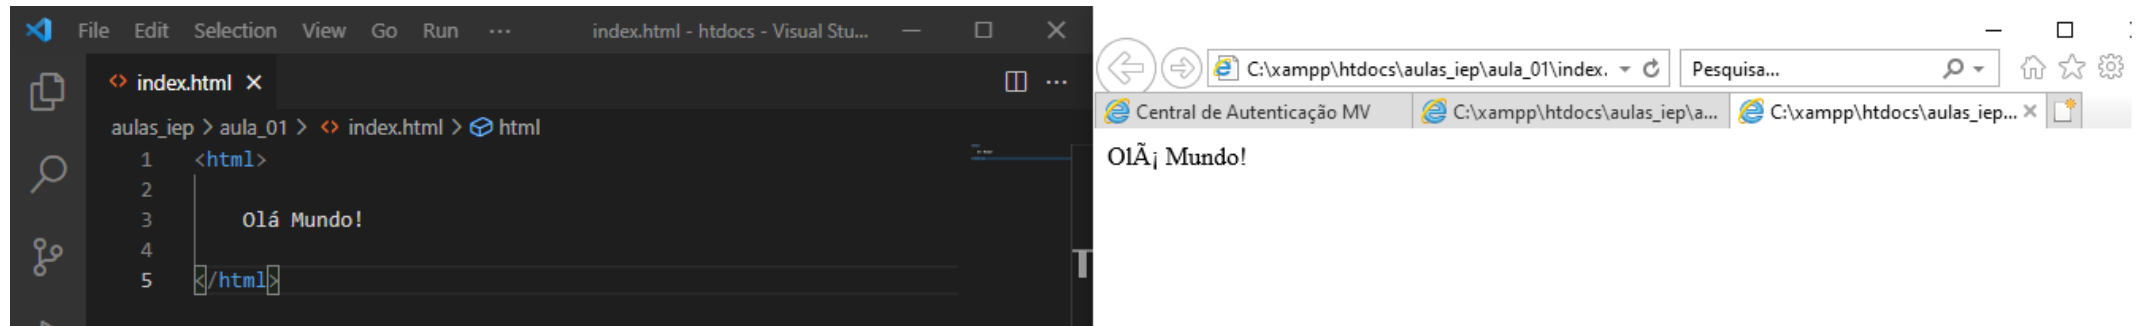 File Edit Selection View Go Run ··· index.html - htdocs - Visual Stu...
<> index.html ×
aulas_iep > aula_01 > <> index.html > html
1 <html>
2
3 Olá Mundo!
4
5 </html>
C:\xampp\htdocs\aulas_iep\aula_01\index. Pesquisa...
Central de Autenticação MV C:\xampp\htdocs\aulas_iep\a... C:\xampp\htdocs\aulas_iep... ×
OlÃ¡ Mundo!